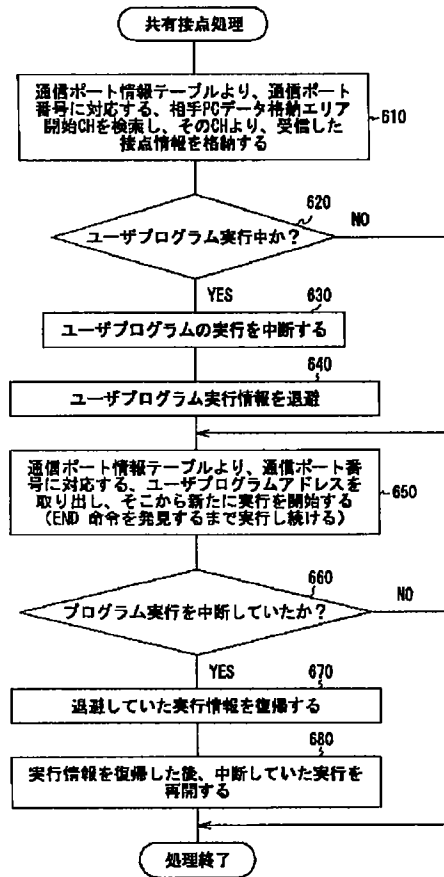 共有接点処理
通信ポート情報テーブルより、通信ポート
番号に対応する、相手PCデータ格納エリア
開始CHを検索し、そのCHより、受信した
接点情報を格納する
610
620
ユーザプログラム実行中か?
NO
YES
630
ユーザプログラムの実行を中断する
640
ユーザプログラム実行情報を退避
通信ポート情報テーブルより、通信ポート番
号に対応する、ユーザプログラムアドレスを
取り出し、そこから新たに実行を開始する
(END 命令を発見するまで実行し続ける)
650
660
プログラム実行を中断していたか?
NO
YES
670
退避していた実行情報を復帰する
680
実行情報を復帰した後、中断していた実行を
再開する
処理終了